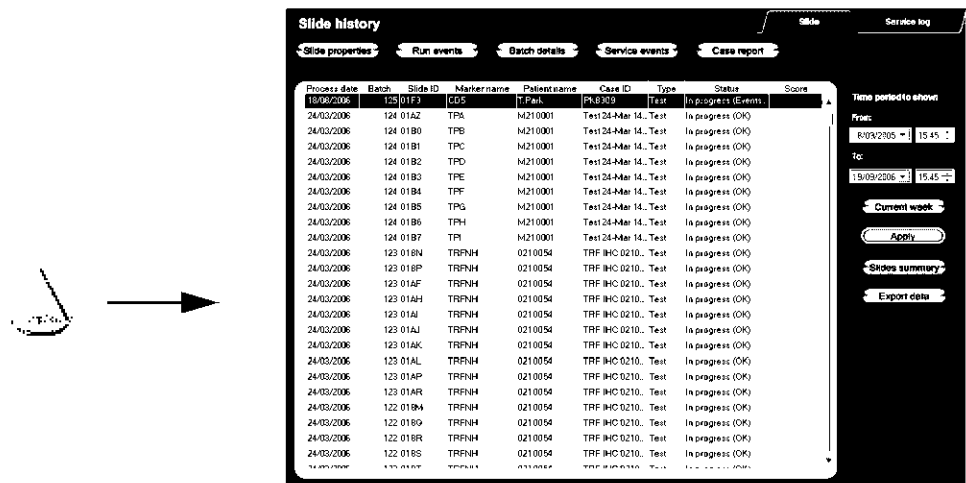 Slide history
Slide
Service log
Slide properties
Run events
Batch details
Service events
Case report
Process date Batch Slide ID Marker name Patient name Case ID Type Status Score
18/08/2006 125 01F3 CD5 T.Park PK8309 Test In progress (Events..
24/03/2006 124 01AZ TPA M210001 Test 24-Mar 14.. Test In progress (OK)
24/03/2006 124 01B0 TPB M210001 Test 24-Mar 14.. Test In progress (OK)
24/03/2006 124 01B1 TPC M210001 Test 24-Mar 14.. Test In progress (OK)
24/03/2006 124 01B2 TPD M210001 Test 24-Mar 14.. Test In progress (OK)
24/03/2006 124 01B3 TPE M210001 Test 24-Mar 14.. Test In progress (OK)
24/03/2006 124 01B4 TPF M210001 Test 24-Mar 14.. Test In progress (OK)
24/03/2006 124 01B5 TPG M210001 Test 24-Mar 14.. Test In progress (OK)
24/03/2006 124 01B6 TPH M210001 Test 24-Mar 14.. Test In progress (OK)
24/03/2006 124 01B7 TPI M210001 Test 24-Mar 14.. Test In progress (OK)
24/03/2006 123 018N TRFNH 0210054 TRF IHC 0210.. Test In progress (OK)
24/03/2006 123 018P TRFNH 0210054 TRF IHC 0210.. Test In progress (OK)
24/03/2006 123 01AF TRFNH 0210054 TRF IHC 0210.. Test In progress (OK)
24/03/2006 123 01AH TRFNH 0210054 TRF IHC 0210.. Test In progress (OK)
24/03/2006 123 01AI TRFNH 0210054 TRF IHC 0210.. Test In progress (OK)
24/03/2006 123 01AJ TRFNH 0210054 TRF IHC 0210.. Test In progress (OK)
24/03/2006 123 01AK TRFNH 0210054 TRF IHC 0210.. Test In progress (OK)
24/03/2006 123 01AL TRFNH 0210054 TRF IHC 0210.. Test In progress (OK)
24/03/2006 123 01AP TRFNH 0210054 TRF IHC 0210.. Test In progress (OK)
24/03/2006 123 01AR TRFNH 0210054 TRF IHC 0210.. Test In progress (OK)
24/03/2006 122 018M TRFNH 0210054 TRF IHC 0210.. Test In progress (OK)
24/03/2006 122 018Q TRFNH 0210054 TRF IHC 0210.. Test In progress (OK)
24/03/2006 122 018R TRFNH 0210054 TRF IHC 0210.. Test In progress (OK)
24/03/2006 122 018S TRFNH 0210054 TRF IHC 0210.. Test In progress (OK)
Time period to show:
From:
15.45
To:
19/09/2006 15.45
Current week
Apply
Slides summary
Export data